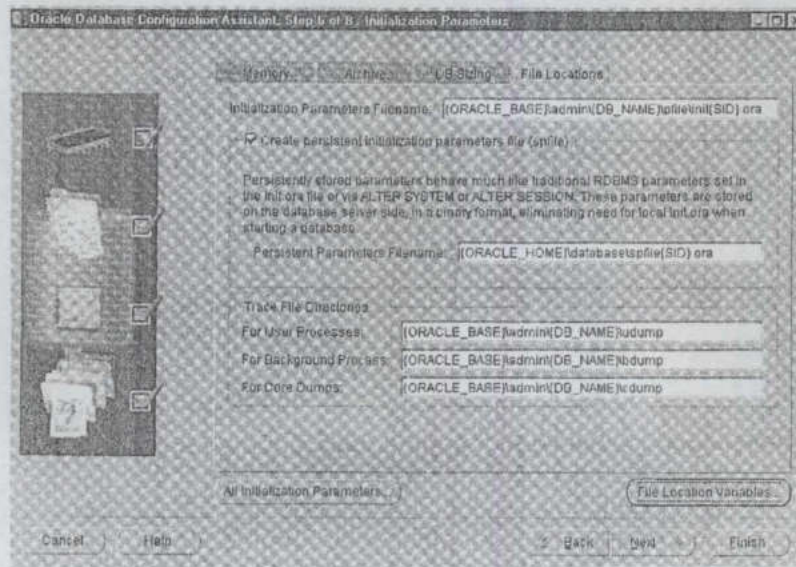 Oracle Database Configuration Assistant, Step 6 of 8 : Initialization Parameters
Memory Archives DB Sizing File Locations
Initialization Parameters Filename: {ORACLE_BASE}\admin\{DB_NAME}\pfile\init{SID}.ora
Create persistent initialization parameters file (spfile)
Persistently stored parameters behave much like traditional RDBMS parameters set in
the init.ora file or via ALTER SYSTEM or ALTER SESSION. These parameters are stored
on the database server side, in a binary format, eliminating need for local init.ora when
starting a database.
Persistent Parameters Filename: {ORACLE_HOME}\database\spfile{SID}.ora
Trace File Directories
For User Processes: {ORACLE_BASE}\admin\{DB_NAME}\udump
For Background Process: {ORACLE_BASE}\admin\{DB_NAME}\bdump
For Core Dumps: {ORACLE_BASE}\admin\{DB_NAME}\cdump
All Initialization Parameters...
File Location Variables...
Cancel Help Back Next Finish